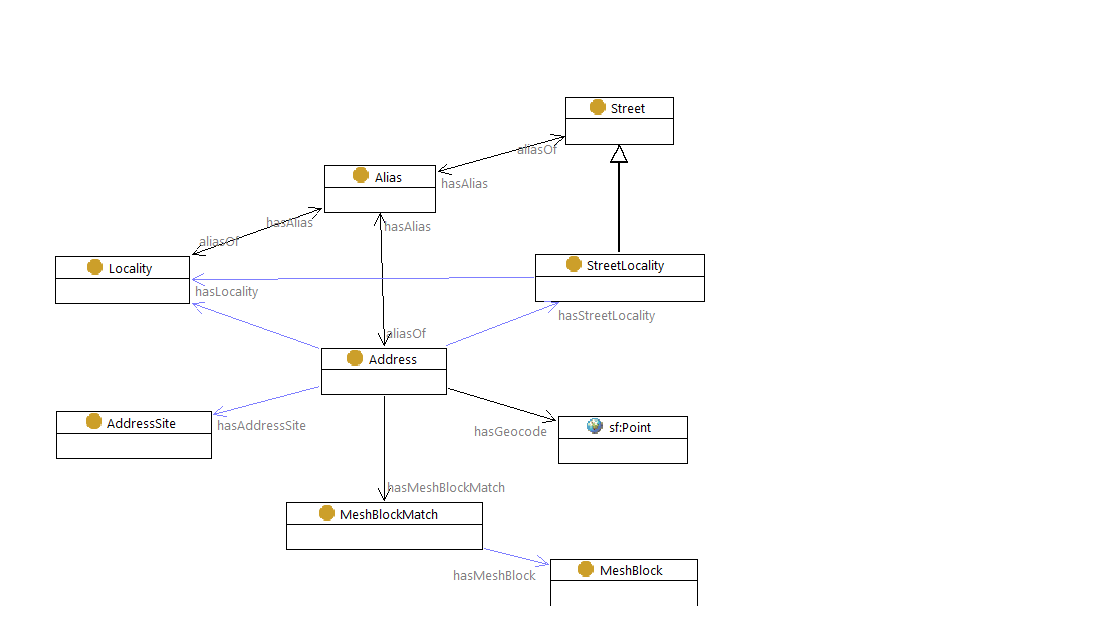 Street
aliasOf
Alias
hasAlias
hasAlias
hasAlias
aliasOf
Locality
StreetLocality
hasLocality
hasStreetLocality
aliasOf
Address
AddressSite
hasAddressSite
hasGeocode
sf:Point
hasMeshBlockMatch
MeshBlockMatch
hasMeshBlock
MeshBlock